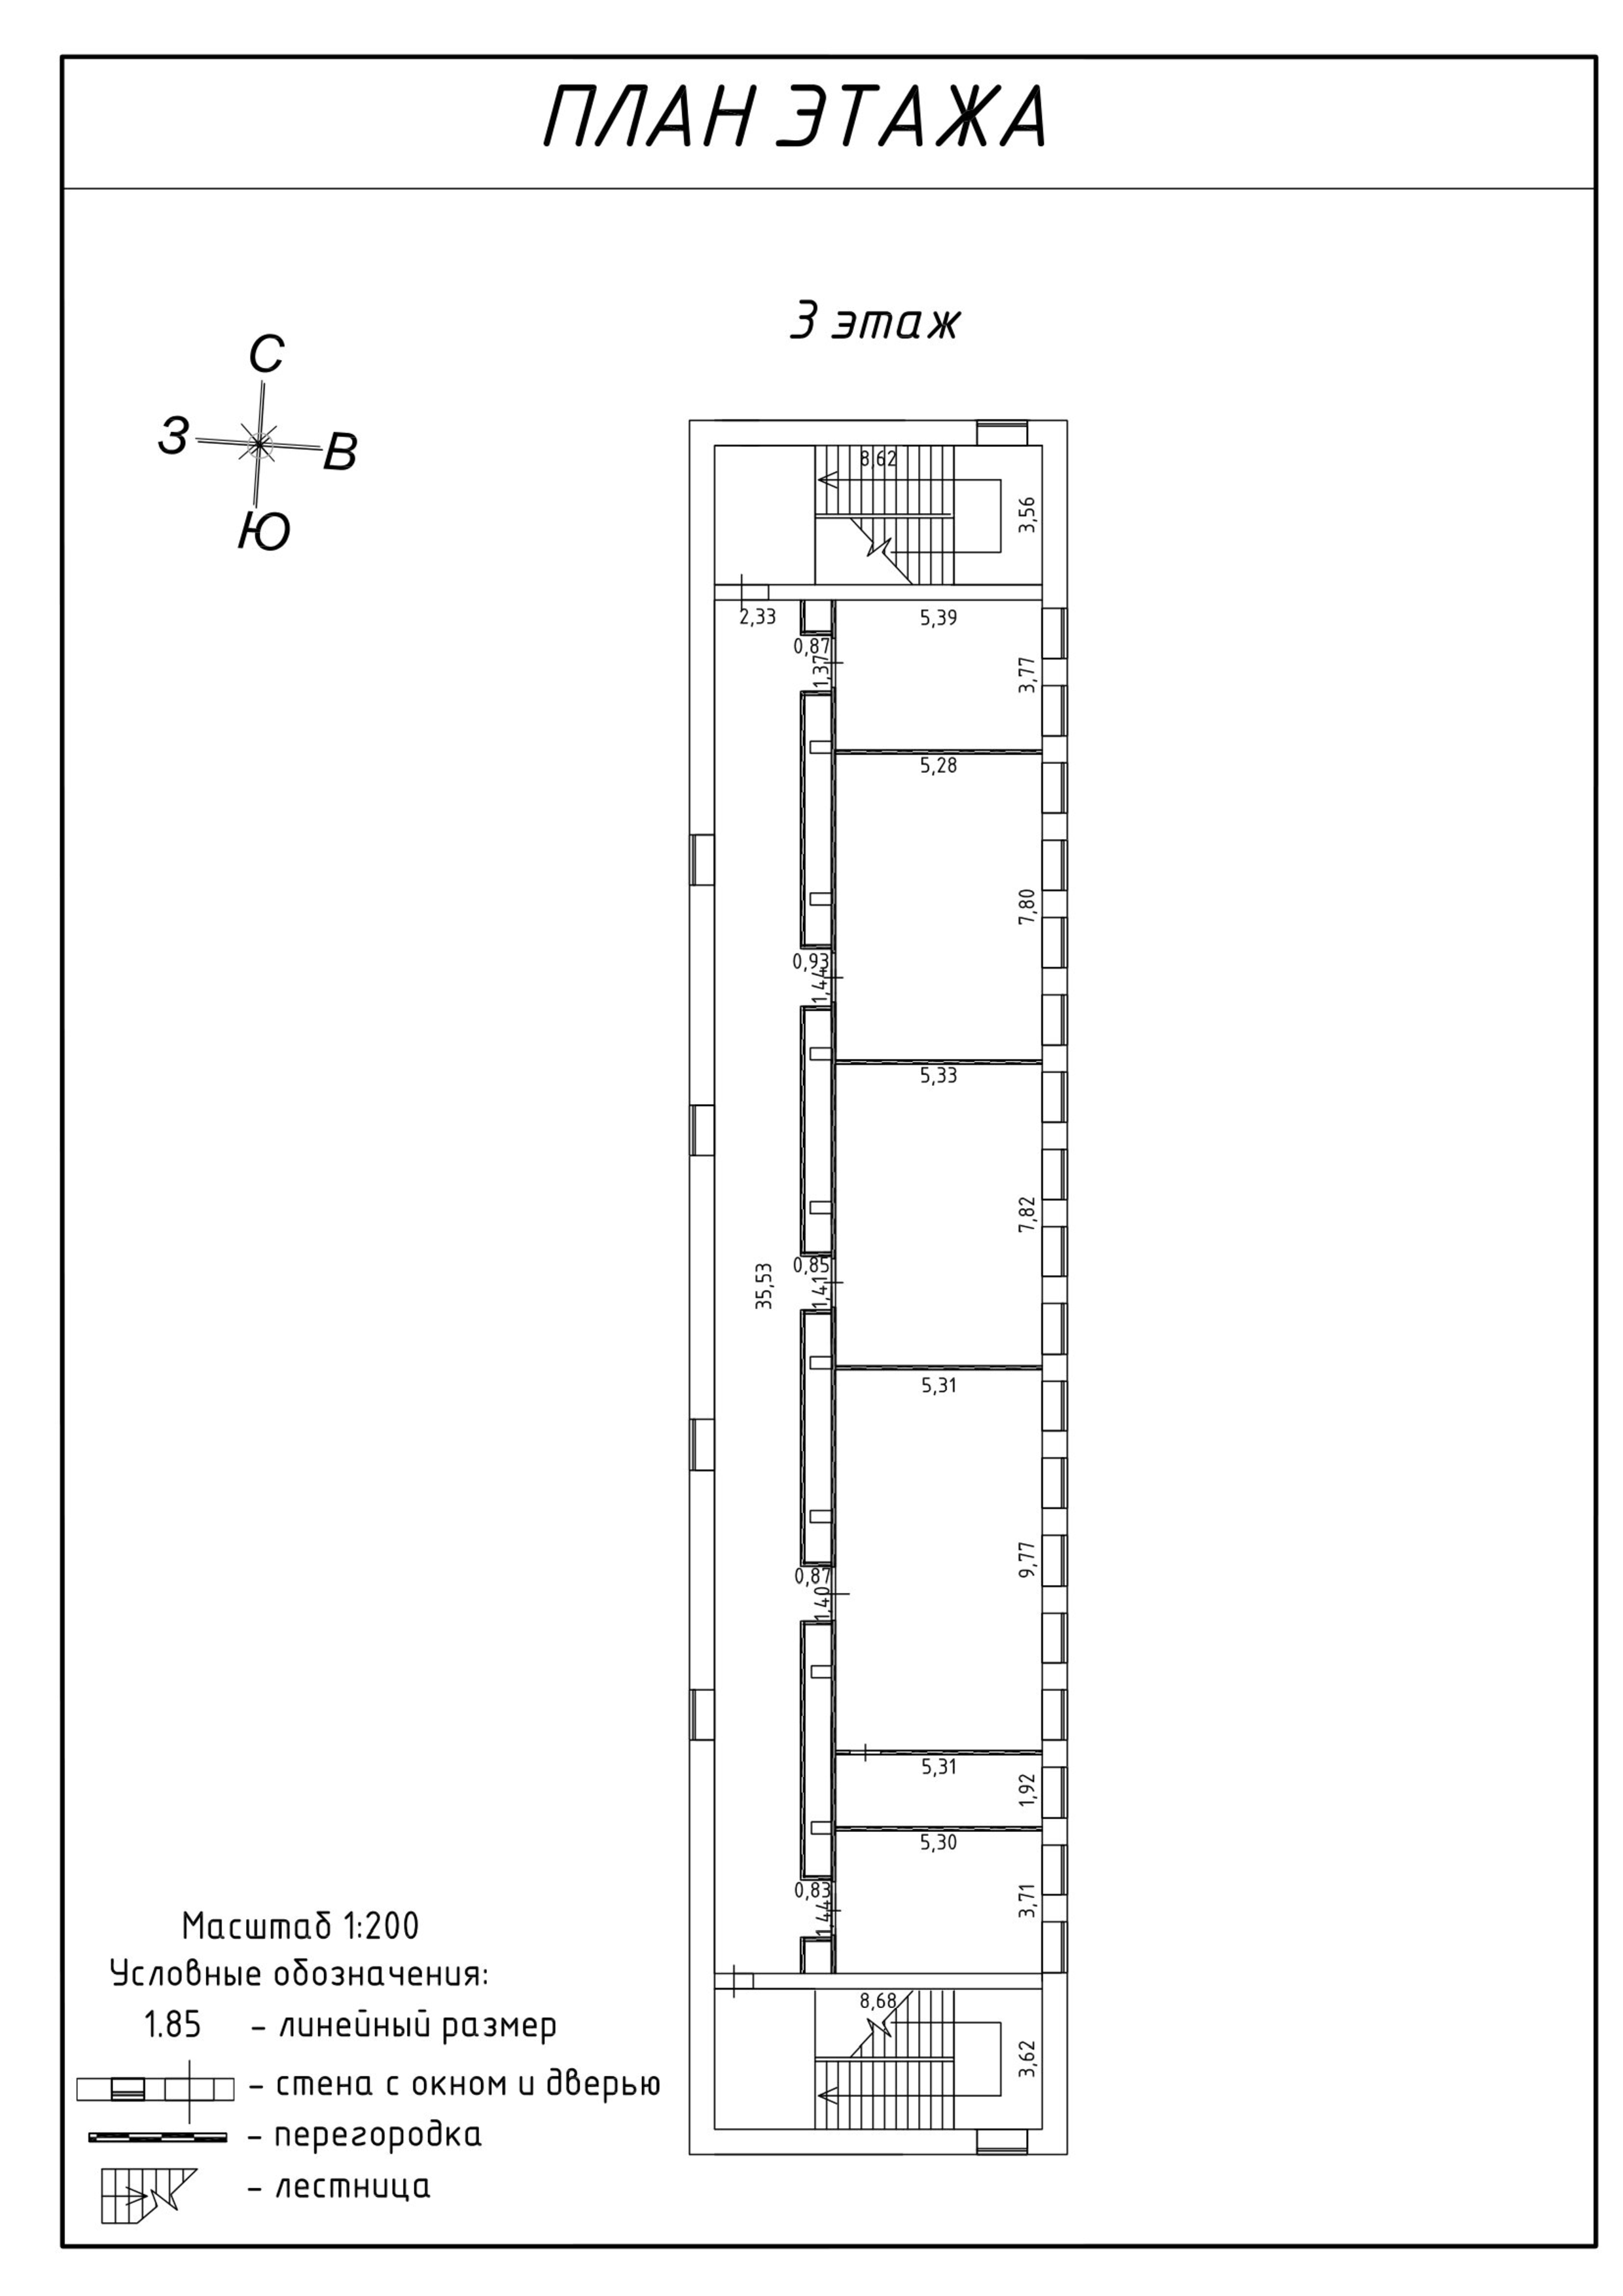 ПЛАН ЭТАЖА
3 этаж
С
З
В
Ю
8,62
3,56
2,33
5,39
0,87
1,37
3,77
5,28
7,80
0,93
1,44
5,33
7,82
0,85
1,41
35,53
5,31
9,77
0,87
1,40
5,31
1,92
5,30
0,83
1,44
3,71
8,68
3,62
Масштаб 1:200
Условные обозначения:
1.85 – линейный размер
– стена с окном и дверью
– перегородка
– лестница